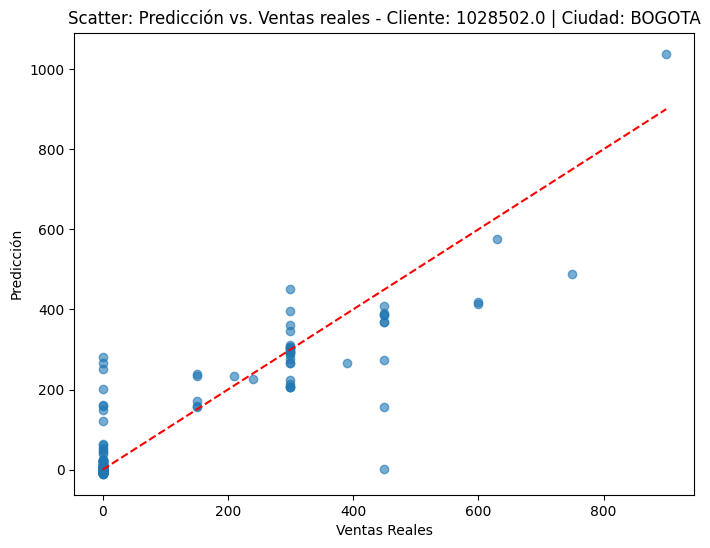 Scatter: Predicción vs. Ventas reales - Cliente: 1028502.0 | Ciudad: BOGOTA
1000
800
600
400
200
0
Predicción
0 200 400 600 800
Ventas Reales